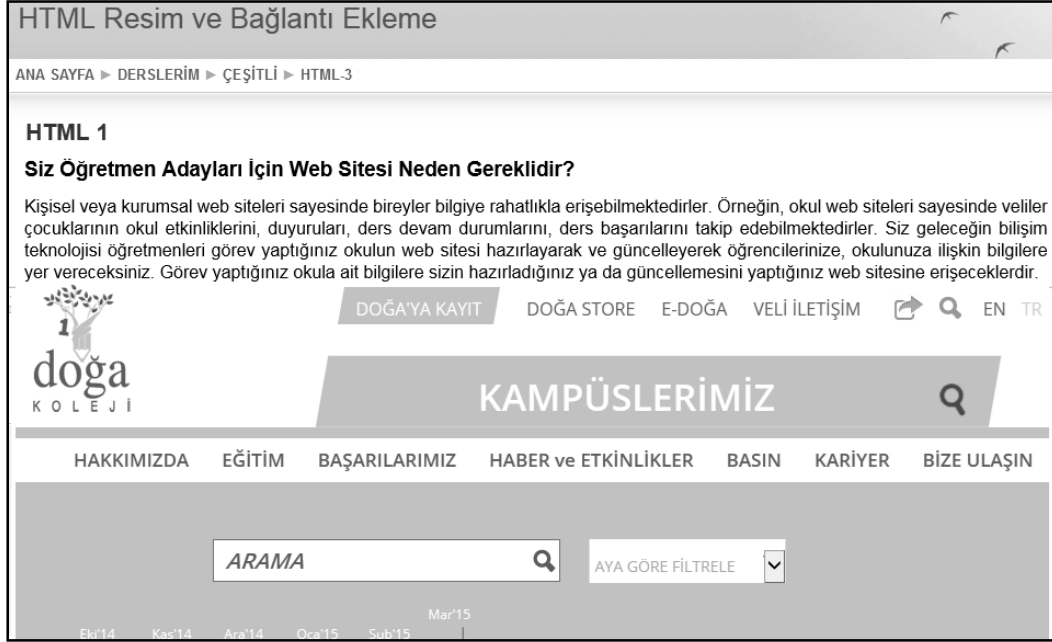 HTML Resim ve Bağlantı Ekleme
ANA SAYFA ► DERSLERİM ► ÇEŞİTLİ ► HTML-3
HTML 1
Siz Öğretmen Adayları İçin Web Sitesi Neden Gereklidir?
Kişisel veya kurumsal web siteleri sayesinde bireyler bilgiye rahatlıkla erişebilmektedirler. Örneğin, okul web siteleri sayesinde veliler
çocuklarının okul etkinliklerini, duyuruları, ders devam durumlarını, ders başarılarını takip edebilmektedirler. Siz geleceğin bilişim
teknolojisi öğretmenleri görev yaptığınız okulun web sitesi hazırlayarak ve güncelleyerek öğrencilerinize, okulunuza ilişkin bilgilere
yer vereceksiniz. Görev yaptığınız okula ait bilgilere sizin hazırladığınız ya da güncellemesini yaptığınız web sitesine erişeceklerdir.
DOĞA'YA KAYIT DOĞA STORE E-DOĞA VELİ İLETİŞİM EN TR
1
doğa
KOLEJİ
KAMPÜSLERİMİZ
HAKKIMIZDA EĞİTİM BAŞARILARIMIZ HABER ve ETKİNLİKLER BASIN KARİYER BİZE ULAŞIN
ARAMA AYA GÖRE FİLTRELE
Mar'15
Eki'14 Kas'14 Ara'14 Oca'15 Şub'15